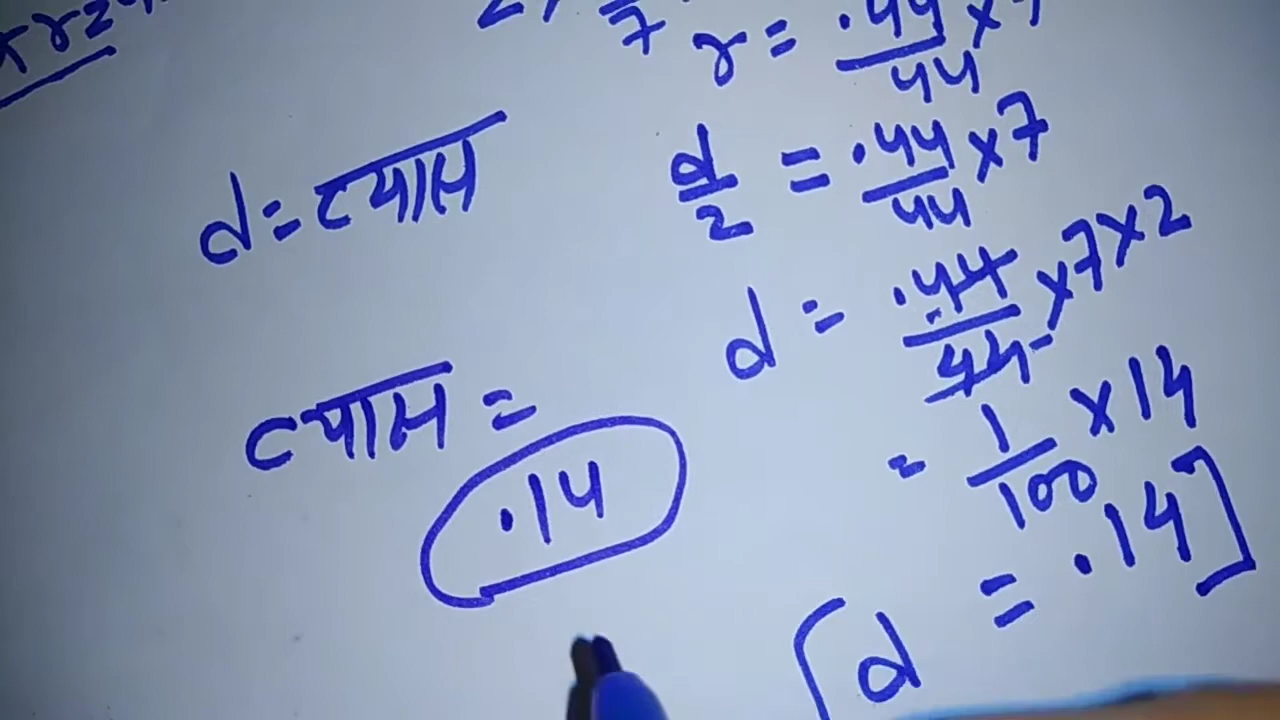 r = .44/44 × 7
d/2 = .44/44 × 7
d = व्यास
d = .44/44 × 7 × 2
= 1/100 × 14
व्यास =
.14
[d = .14]